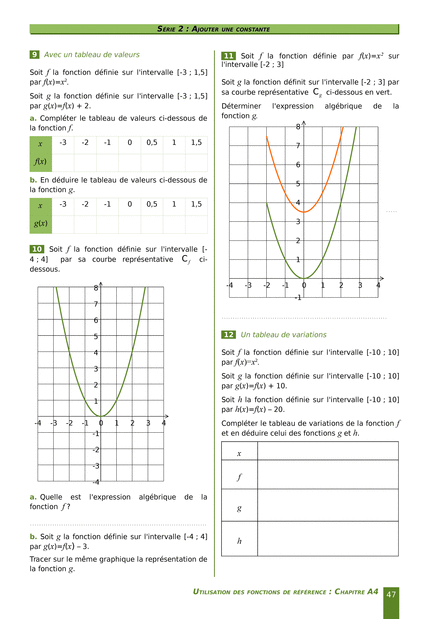 SÉRIE 2 : AJOUTER UNE CONSTANTE
9 Avec un tableau de valeurs
Soit f la fonction définie sur l'intervalle [-3 ; 1,5]
par f(x)=x².
Soit g la fonction définie sur l'intervalle [-3 ; 1,5]
par g(x)=f(x) + 2.
a. Compléter le tableau de valeurs ci-dessous de
la fonction f.
x -3 -2 -1 0 0,5 1 1,5
f(x)
b. En déduire le tableau de valeurs ci-dessous de
la fonction g.
x -3 -2 -1 0 0,5 1 1,5
g(x)
10 Soit f la fonction définie sur l'intervalle [-
4 ; 4] par sa courbe représentative C_f ci-
dessous.
8
7
6
5
4
3
2
1
-4 -3 -2 -1 0 1 2 3 4
-1
-2
-3
-4
a. Quelle est l'expression algébrique de la
fonction f ?
b. Soit g la fonction définie sur l'intervalle [-4 ; 4]
par g(x)=f(x) – 3.
Tracer sur le même graphique la représentation de
la fonction g.
11 Soit f la fonction définie par f(x)=x² sur
l'intervalle [-2 ; 3]
Soit g la fonction définit sur l'intervalle [-2 ; 3] par
sa courbe représentative C_g ci-dessous en vert.
Déterminer l'expression algébrique de la
fonction g.
8
7
6
5
4
3
2
1
-4 -3 -2 -1 0 1 2 3 4
-1
12 Un tableau de variations
Soit f la fonction définie sur l'intervalle [-10 ; 10]
par f(x)=x².
Soit g la fonction définie sur l'intervalle [-10 ; 10]
par g(x)=f(x) + 10.
Soit h la fonction définie sur l'intervalle [-10 ; 10]
par h(x)=f(x) – 20.
Compléter le tableau de variations de la fonction f
et en déduire celui des fonctions g et h.
x
f
g
h
UTILISATION DES FONCTIONS DE RÉFÉRENCE : CHAPITRE A4 47